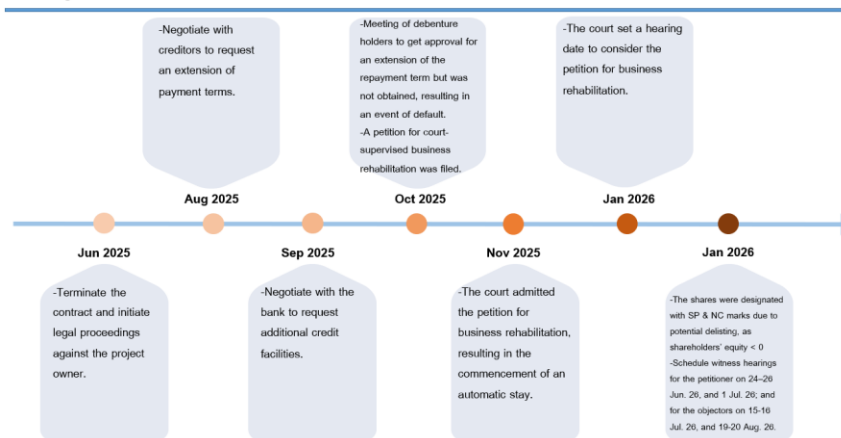 -Negotiate with
creditors to request
an extension of
payment terms.
-Meeting of debenture
holders to get approval for
an extension of the
repayment term but was
not obtained, resulting in
an event of default.
-A petition for court-
supervised business
rehabilitation was filed.
-The court set a hearing
date to consider the
petition for business
rehabilitation.
Aug 2025
Oct 2025
Jan 2026
Jun 2025
Sep 2025
Nov 2025
Jan 2026
-Terminate the
contract and initiate
legal proceedings
against the project
owner.
-Negotiate with the
bank to request
additional credit
facilities.
-The court admitted
the petition for
business rehabilitation,
resulting in the
commencement of an
automatic stay.
-The shares were designated
with SP & NC marks due to
potential delisting, as
shareholders' equity < 0
-Schedule witness hearings
for the petitioner on 24–26
Jun. 26, and 1 Jul. 26; and
for the objectors on 15-16
Jul. 26, and 19-20 Aug. 26.